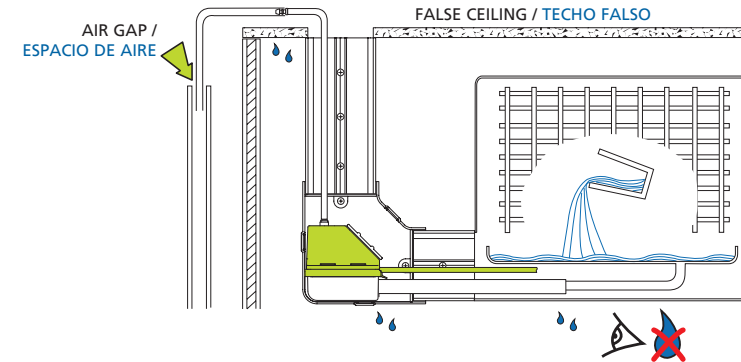 AIR GAP /
ESPACIO DE AIRE
FALSE CEILING / TECHO FALSO